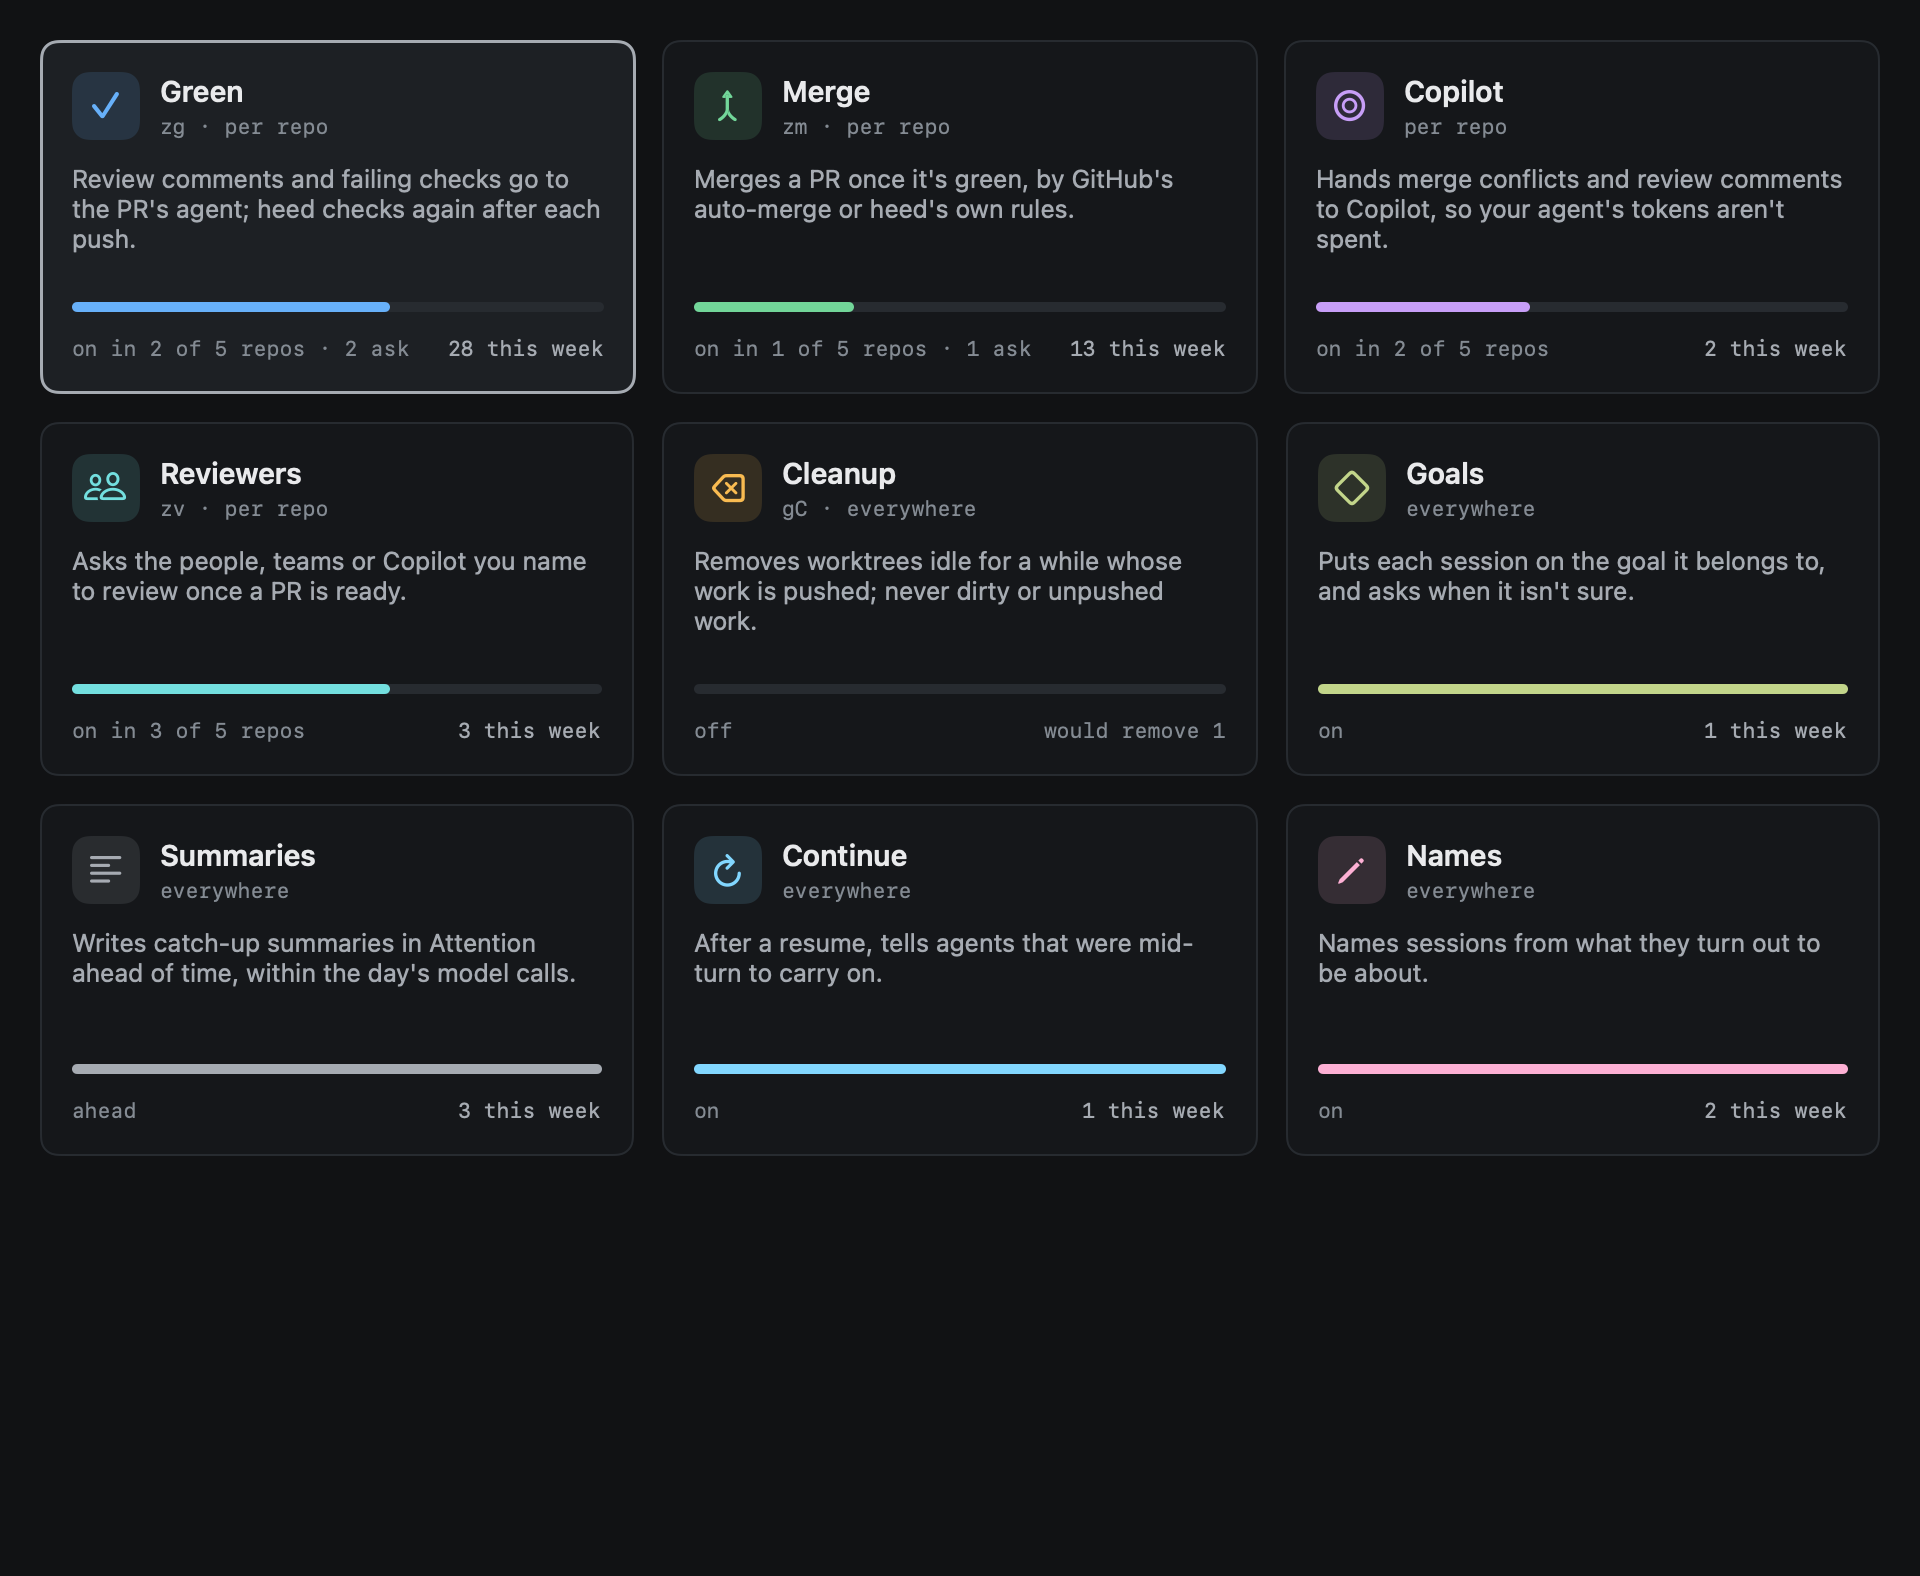 Green
zg · per repo
Review comments and failing checks go to
the PR's agent; heed checks again after each
push.
on in 2 of 5 repos · 2 ask
28 this week
Merge
zm · per repo
Merges a PR once it's green, by GitHub's
auto-merge or heed's own rules.
on in 1 of 5 repos · 1 ask
13 this week
Copilot
per repo
Hands merge conflicts and review comments
to Copilot, so your agent's tokens aren't
spent.
on in 2 of 5 repos
2 this week
Reviewers
zv · per repo
Asks the people, teams or Copilot you name
to review once a PR is ready.
on in 3 of 5 repos
3 this week
Cleanup
gC · everywhere
Removes worktrees idle for a while whose
work is pushed; never dirty or unpushed
work.
off
would remove 1
Goals
everywhere
Puts each session on the goal it belongs to,
and asks when it isn't sure.
on
1 this week
Summaries
everywhere
Writes catch-up summaries in Attention
ahead of time, within the day's model calls.
ahead
3 this week
Continue
everywhere
After a resume, tells agents that were mid-
turn to carry on.
on
1 this week
Names
everywhere
Names sessions from what they turn out to
be about.
on
2 this week